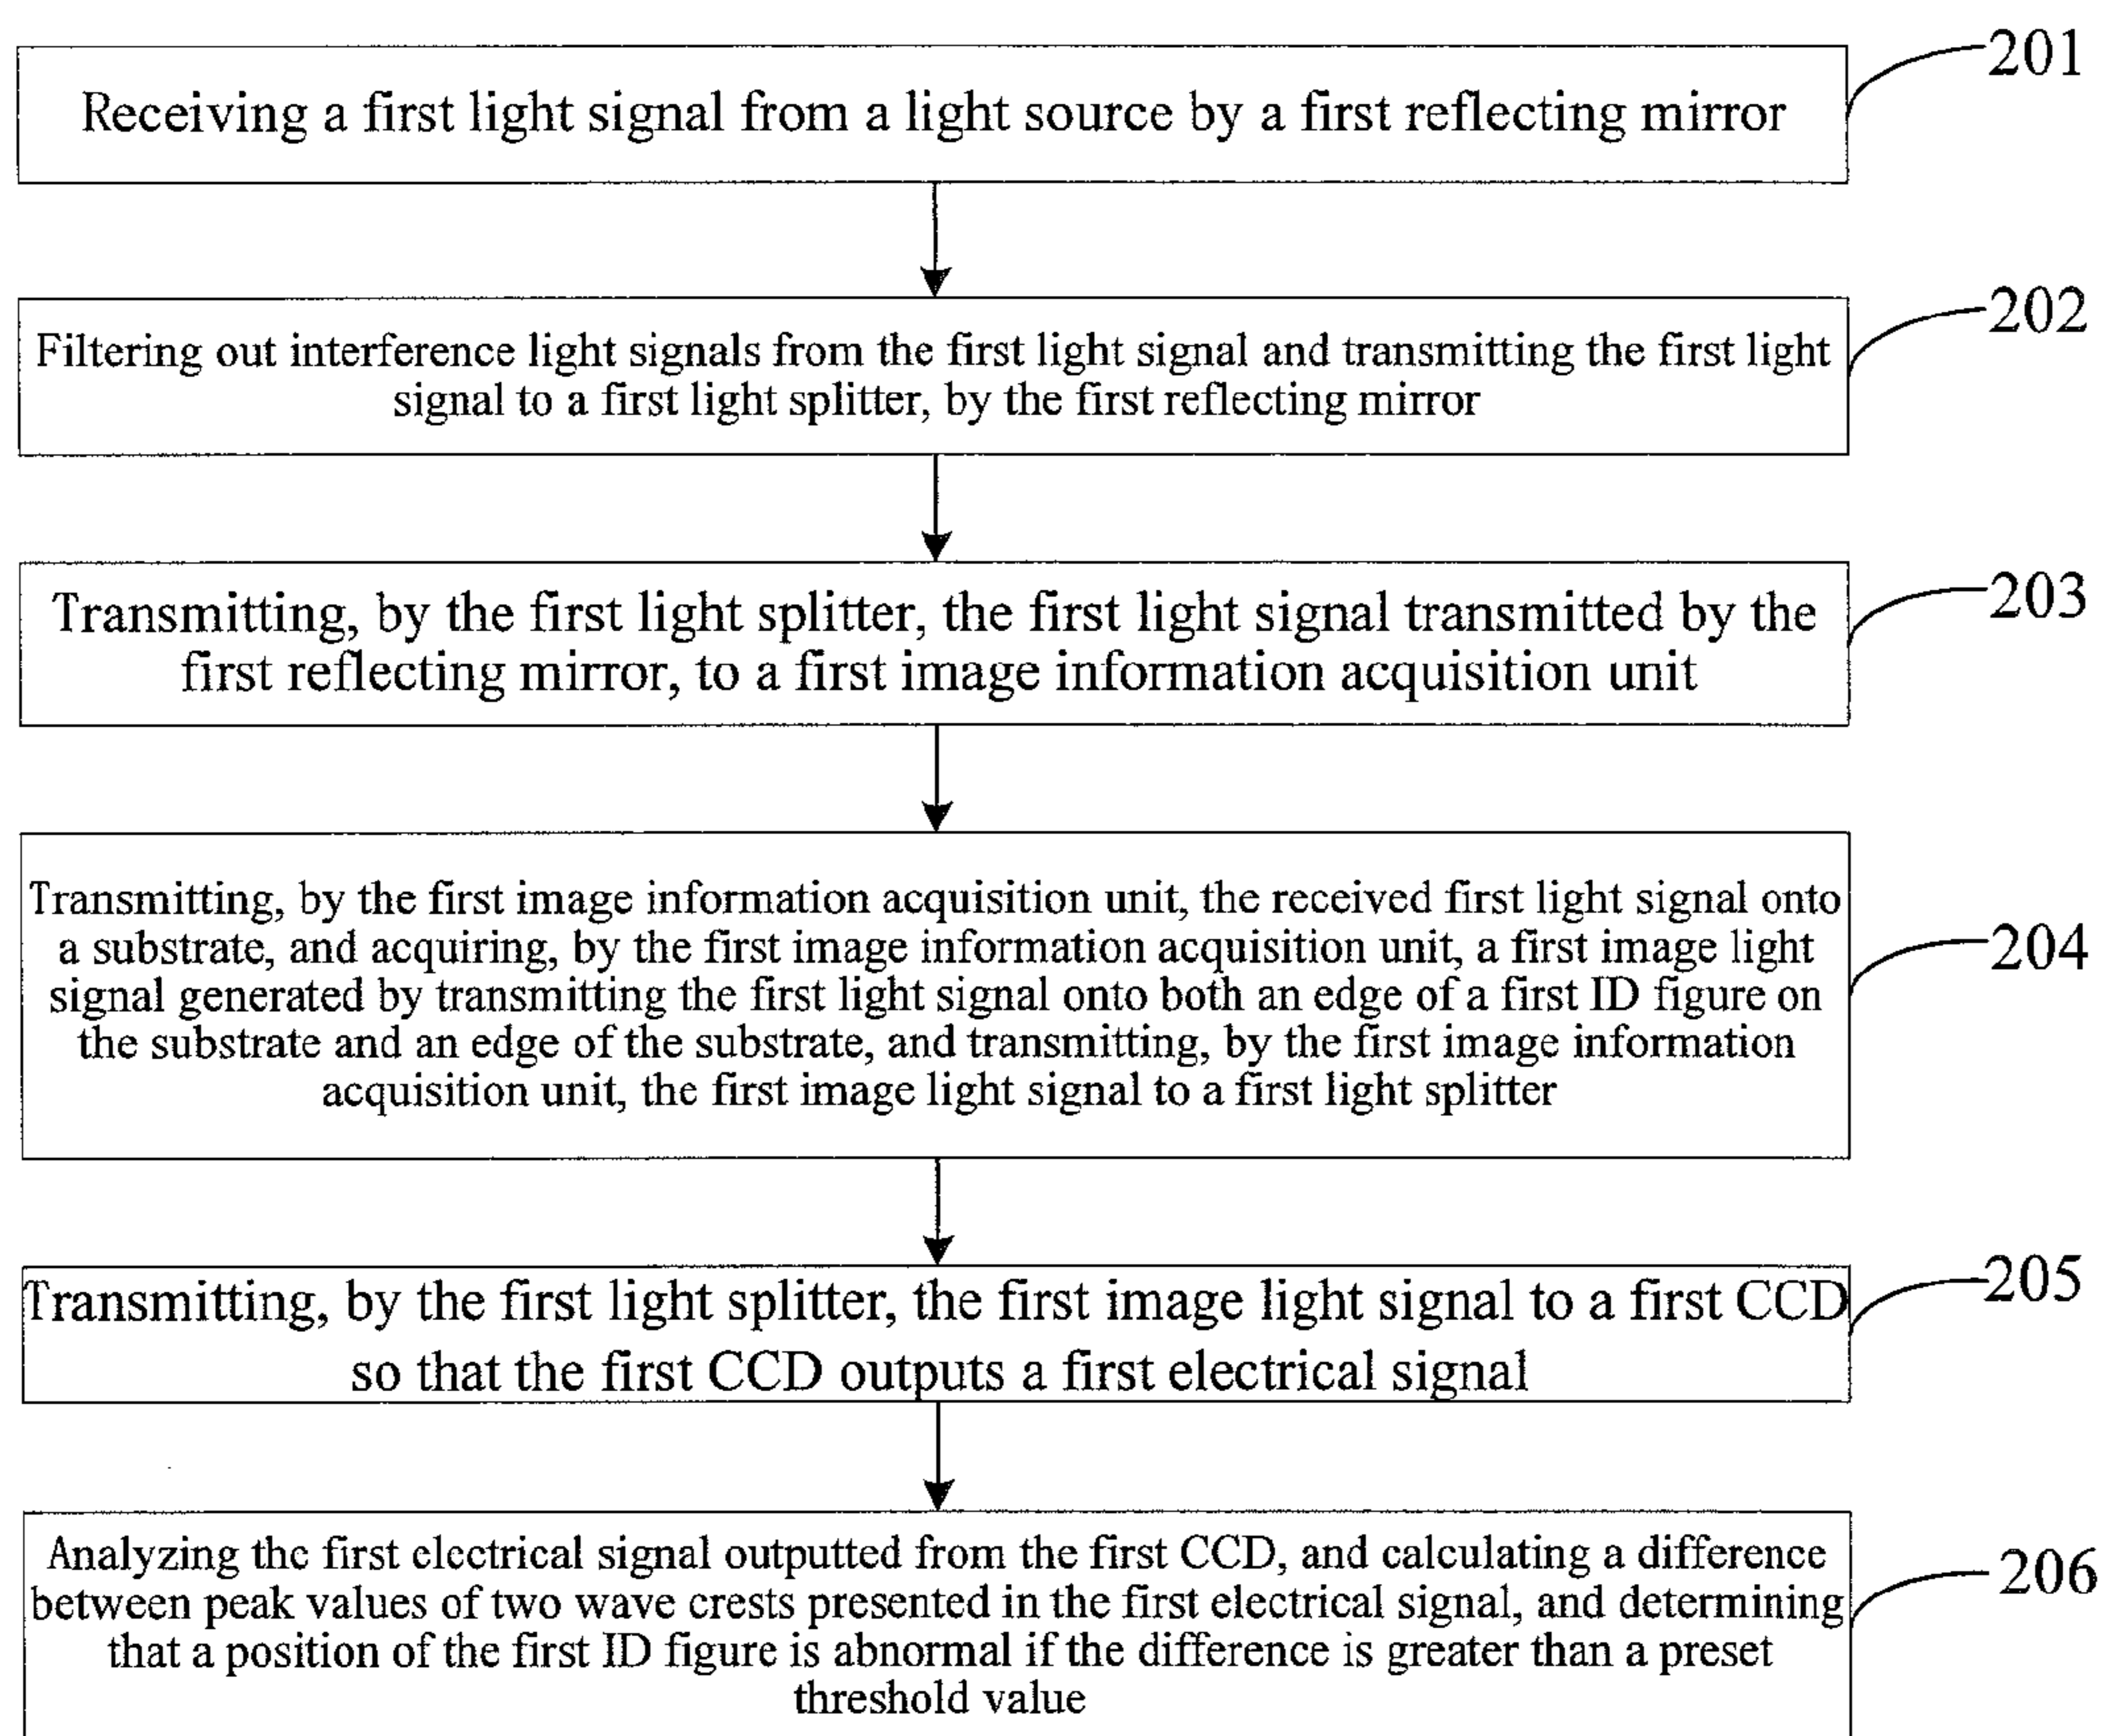 201
Receiving a first light signal from a light source by a first reflecting mirror
202
Filtering out interference light signals from the first light signal and transmitting the first light
signal to a first light splitter, by the first reflecting mirror
203
Transmitting, by the first light splitter, the first light signal transmitted by the
first reflecting mirror, to a first image information acquisition unit
204
Transmitting, by the first image information acquisition unit, the received first light signal onto
a substrate, and acquiring, by the first image information acquisition unit, a first image light
signal generated by transmitting the first light signal onto both an edge of a first ID figure on
the substrate and an edge of the substrate, and transmitting, by the first image information
acquisition unit, the first image light signal to a first light splitter
205
Transmitting, by the first light splitter, the first image light signal to a first CCD
so that the first CCD outputs a first electrical signal
206
Analyzing the first electrical signal outputted from the first CCD, and calculating a difference
between peak values of two wave crests presented in the first electrical signal, and determining
that a position of the first ID figure is abnormal if the difference is greater than a preset
threshold value